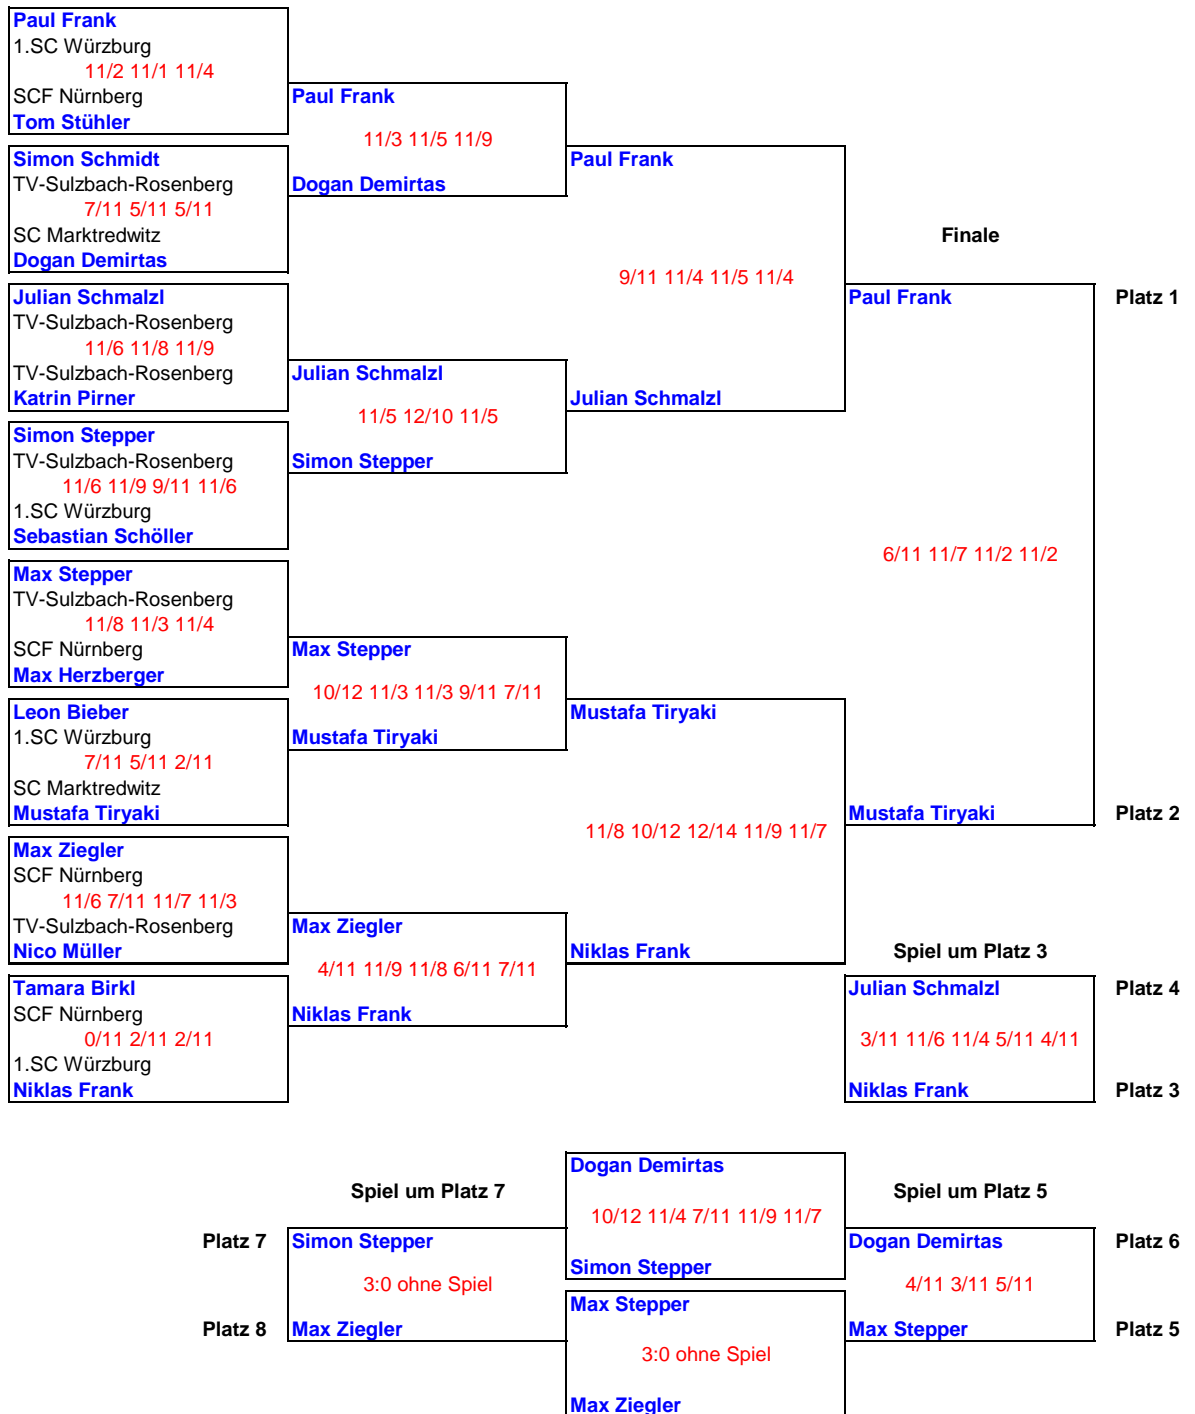 Paul Frank
1.SC Würzburg
11/2 11/1 11/4
SCF Nürnberg
Tom Stühler
Simon Schmidt
TV-Sulzbach-Rosenberg
7/11 5/11 5/11
SC Marktredwitz
Dogan Demirtas
Julian Schmalzl
TV-Sulzbach-Rosenberg
11/6 11/8 11/9
TV-Sulzbach-Rosenberg
Katrin Pirner
Simon Stepper
TV-Sulzbach-Rosenberg
11/6 11/9 9/11 11/6
1.SC Würzburg
Sebastian Schöller
Max Stepper
TV-Sulzbach-Rosenberg
11/8 11/3 11/4
SCF Nürnberg
Max Herzberger
Leon Bieber
1.SC Würzburg
7/11 5/11 2/11
SC Marktredwitz
Mustafa Tiryaki
Max Ziegler
SCF Nürnberg
11/6 7/11 11/7 11/3
TV-Sulzbach-Rosenberg
Nico Müller
Tamara Birkl
SCF Nürnberg
0/11 2/11 2/11
1.SC Würzburg
Niklas Frank
Paul Frank
11/3 11/5 11/9
Dogan Demirtas
Julian Schmalzl
11/5 12/10 11/5
Simon Stepper
Max Stepper
10/12 11/3 11/3 9/11 7/11
Mustafa Tiryaki
Max Ziegler
4/11 11/9 11/8 6/11 7/11
Niklas Frank
Paul Frank
9/11 11/4 11/5 11/4
Julian Schmalzl
Mustafa Tiryaki
11/8 10/12 12/14 11/9 11/7
Niklas Frank
Finale
Paul Frank Platz 1
6/11 11/7 11/2 11/2
Mustafa Tiryaki Platz 2
Spiel um Platz 3
Julian Schmalzl Platz 4
3/11 11/6 11/4 5/11 4/11
Niklas Frank Platz 3
Spiel um Platz 7
Platz 7 Simon Stepper
3:0 ohne Spiel
Platz 8 Max Ziegler
Dogan Demirtas
10/12 11/4 7/11 11/9 11/7
Simon Stepper
Max Stepper
3:0 ohne Spiel
Max Ziegler
Spiel um Platz 5
Dogan Demirtas Platz 6
4/11 3/11 5/11
Max Stepper Platz 5